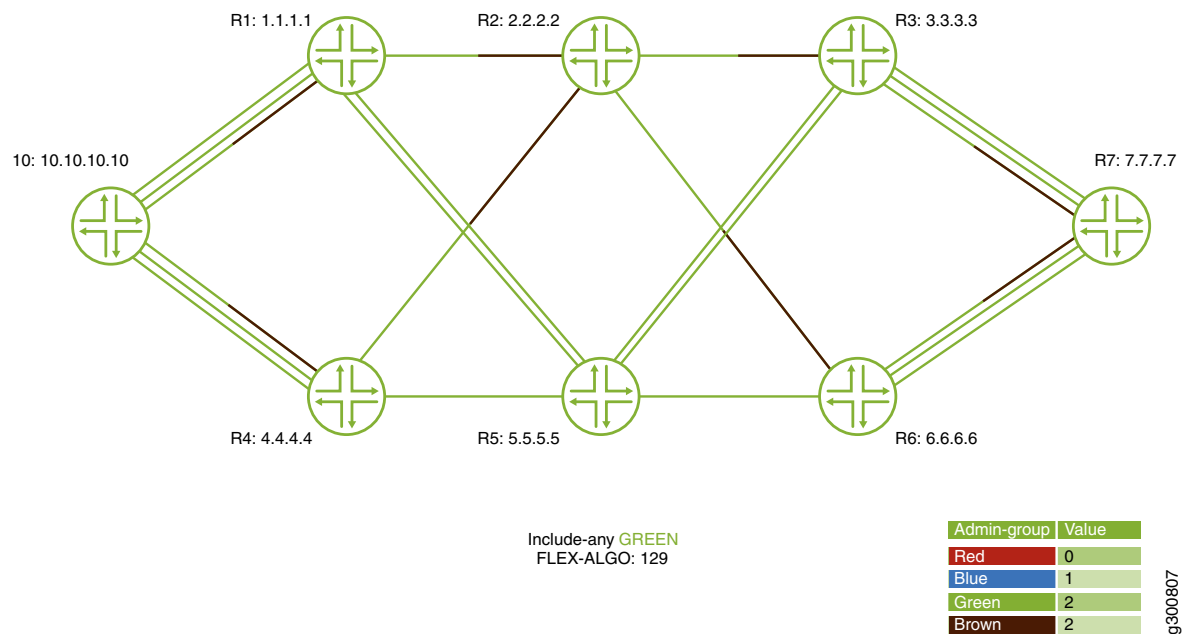 R1: 1.1.1.1
R2: 2.2.2.2
R3: 3.3.3.3
10: 10.10.10.10
R7: 7.7.7.7
R4: 4.4.4.4
R5: 5.5.5.5
R6: 6.6.6.6
Include-any GREEN
FLEX-ALGO: 129
Admin-group Value
Red 0
Blue 1
Green 2
Brown 2
g300807